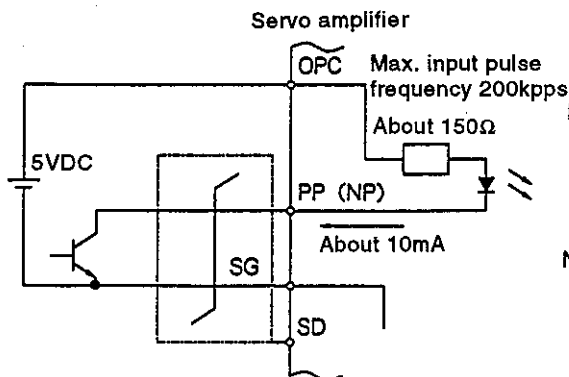 Servo amplifier
OPC
Max. input pulse
frequency 200kpps
About 150Ω
5VDC
PP (NP)
About 10mA
SG
SD
N